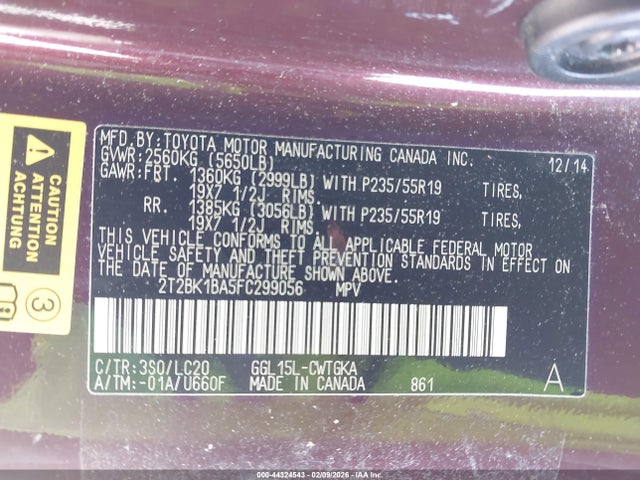 MFD. BY: TOYOTA MOTOR MANUFACTURING CANADA INC.
GVWR: 2560KG (5650LB) 12/14
GAWR: FRT. 1360KG (2999LB) WITH P235/55R19 TIRES,
19X7 1/2J RIMS.
RR. 1385KG (3056LB) WITH P235/55R19 TIRES,
19X7 1/2J RIMS.
THIS VEHICLE CONFORMS TO ALL APPLICABLE FEDERAL MOTOR
VEHICLE SAFETY AND THEFT PREVENTION STANDARDS IN EFFECT ON
THE DATE OF MANUFACTURE SHOWN ABOVE.
2T2BK1BA5FC299056 MPV
C/TR: 3S0/LC20 GGL15L-CWTGKA
A/TM: -01A/U660F MADE IN CANADA 861 A
CAUTION
3
000-44324543 - 02/09/2026 - PUBLIC
IAA Inc.